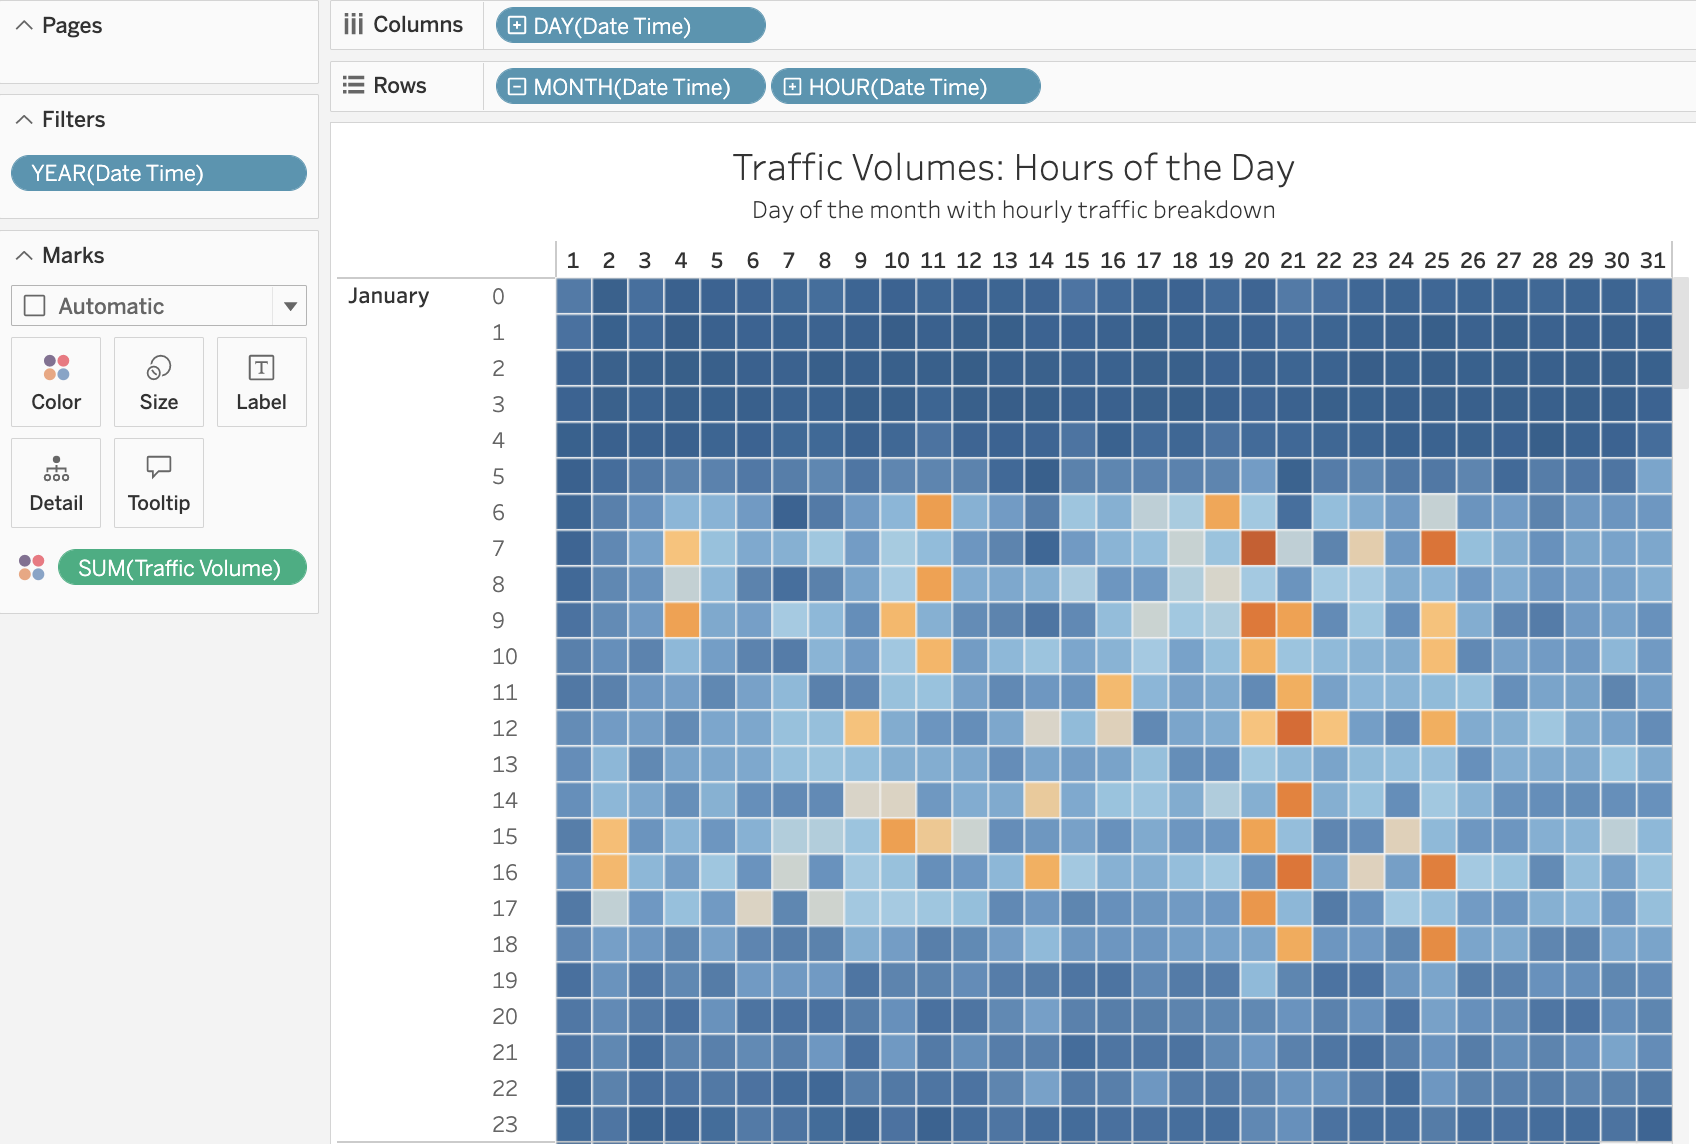 Pages
Filters
YEAR(Date Time)
Marks
Automatic
Color
Size
T
Label
Detail
Tooltip
SUM(Traffic Volume)
Columns
DAY(Date Time)
Rows
MONTH(Date Time)
HOUR(Date Time)
Traffic Volumes: Hours of the Day
Day of the month with hourly traffic breakdown
1 2 3 4 5 6 7 8 9 10 11 12 13 14 15 16 17 18 19 20 21 22 23 24 25 26 27 28 29 30 31
January 0
1
2
3
4
5
6
7
8
9
10
11
12
13
14
15
16
17
18
19
20
21
22
23